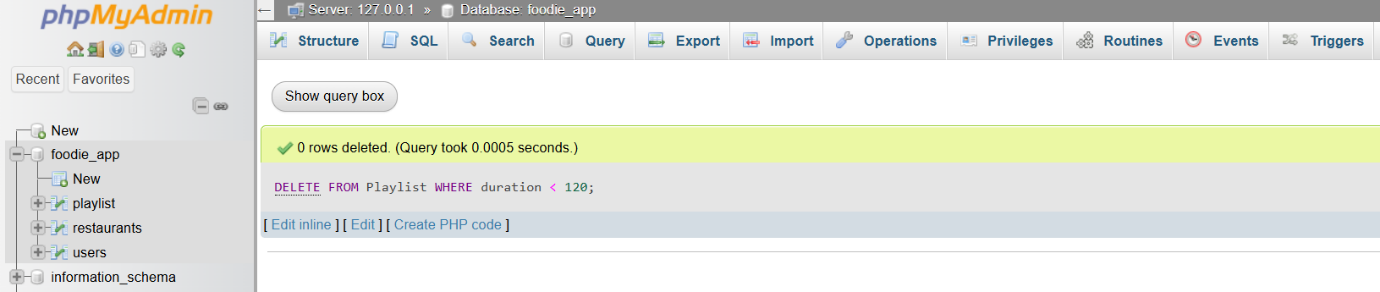 phpMyAdmin
Recent Favorites
New
foodie_app
New
playlist
restaurants
users
information_schema
← Server: 127.0.0.1 » Database: foodie_app
Structure SQL Search Query Export Import Operations Privileges Routines Events Triggers
Show query box
0 rows deleted. (Query took 0.0005 seconds.)
DELETE FROM Playlist WHERE duration < 120;
[ Edit inline ] [ Edit ] [ Create PHP code ]